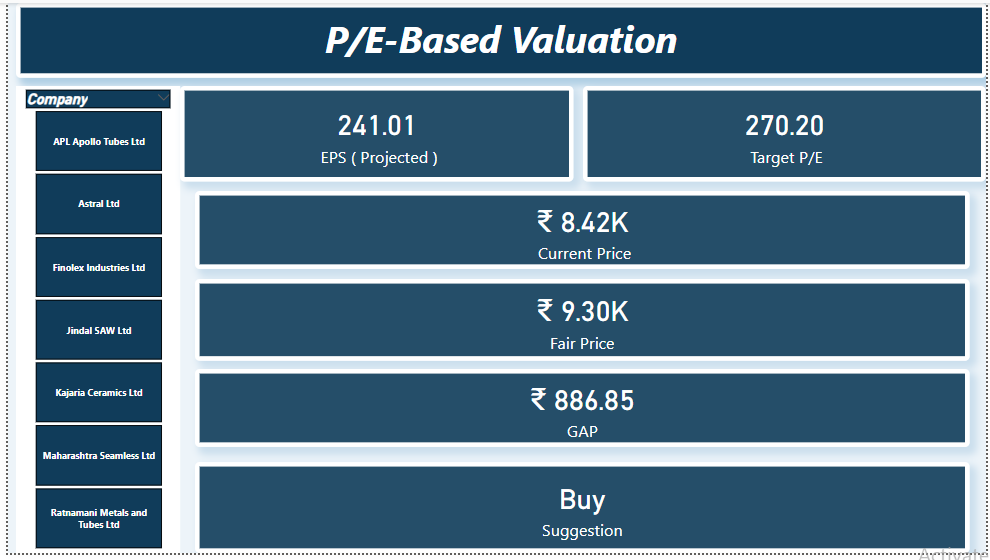 P/E-Based Valuation
Company
APL Apollo Tubes Ltd
Astral Ltd
Finolex Industries Ltd
Jindal SAW Ltd
Kajaria Ceramics Ltd
Maharashtra Seamless Ltd
Ratnamani Metals and
Tubes Ltd
241.01
EPS ( Projected )
270.20
Target P/E
₹ 8.42K
Current Price
₹ 9.30K
Fair Price
₹ 886.85
GAP
Buy
Suggestion
Activate